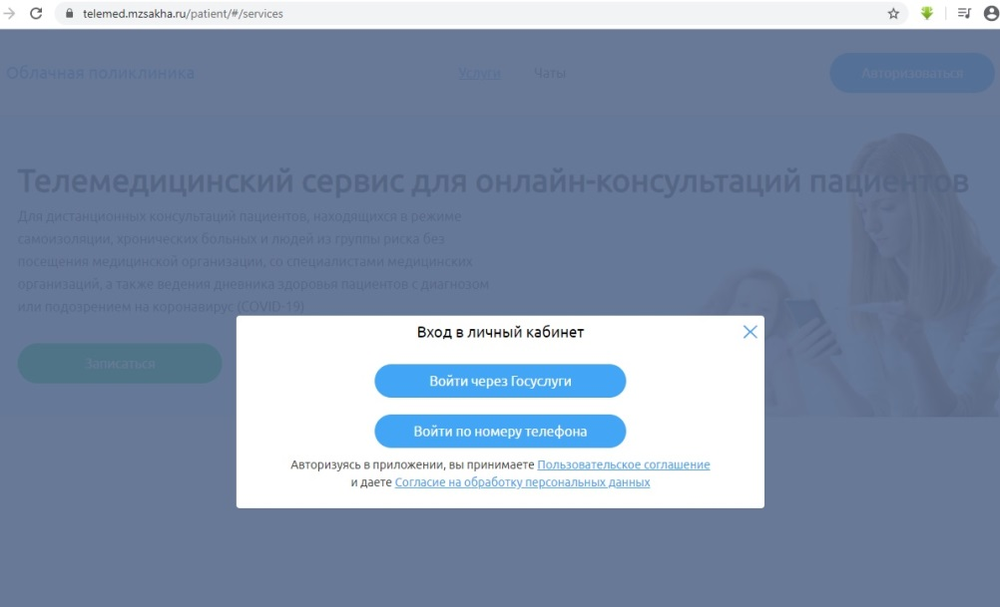 telemed.mzsakha.ru/patient/#/services
Облачная поликлиника
Услуги
Чаты
Авторизоваться
Телемедицинский сервис для онлайн-консультаций пациентов
Для дистанционных консультаций пациентов, находящихся в режиме
самоизоляции, хронических больных и людей из группы риска без
посещения медицинской организации, со специалистами медицинских
организаций, а также ведения дневника здоровья пациентов с диагнозом
или подозрением на коронавирус (COVID-19)
Записаться
Вход в личный кабинет
Войти через Госуслуги
Войти по номеру телефона
Авторизуясь в приложении, вы принимаете Пользовательское соглашение
и даете Согласие на обработку персональных данных